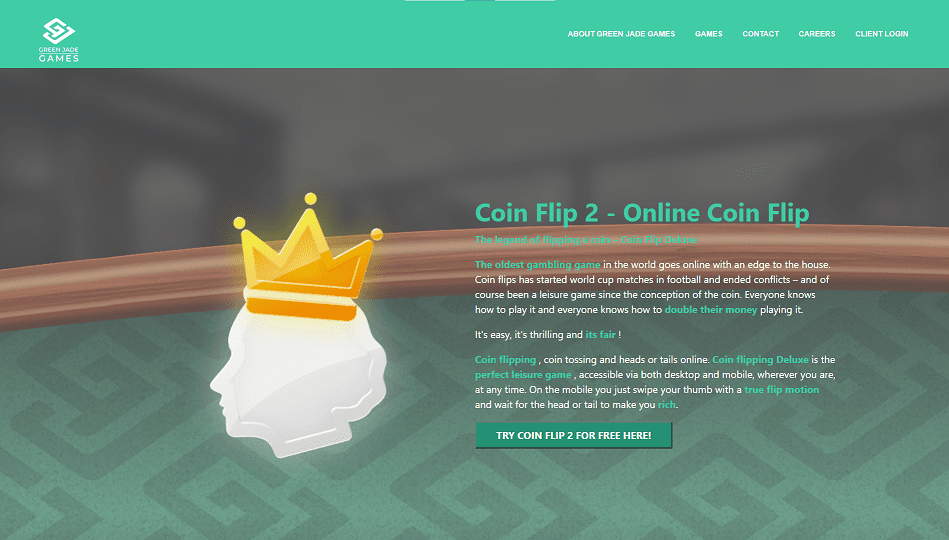 GREEN JADE
GAMES
ABOUT GREEN JADE GAMES
GAMES
CONTACT
CAREERS
CLIENT LOGIN
Coin Flip 2 - Online Coin Flip
The legend of flipping a coin – Coin Flip Deluxe
The oldest gambling game in the world goes online with an edge to the house.
Coin flips has started world cup matches in football and ended conflicts – and of
course been a leisure game since the conception of the coin. Everyone knows
how to play it and everyone knows how to double their money playing it.
It's easy, it's thrilling and its fair !
Coin flipping , coin tossing and heads or tails online. Coin flipping Deluxe is the
perfect leisure game , accessible via both desktop and mobile, wherever you are,
at any time. On the mobile you just swipe your thumb with a true flip motion
and wait for the head or tail to make you rich.
TRY COIN FLIP 2 FOR FREE HERE!